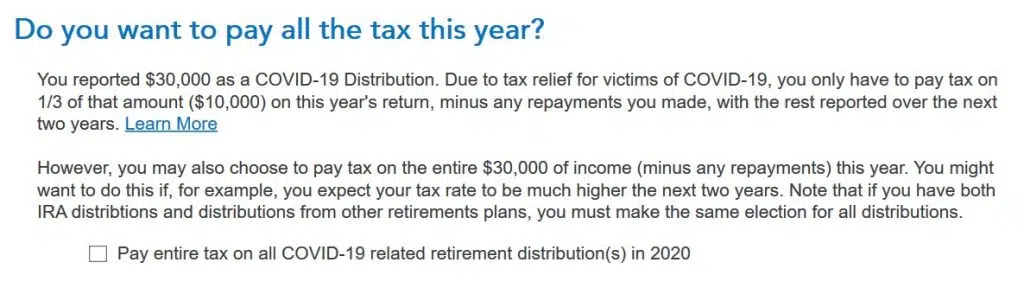 Do you want to pay all the tax this year?
You reported $30,000 as a COVID-19 Distribution. Due to tax relief for victims of COVID-19, you only have to pay tax on
1/3 of that amount ($10,000) on this year's return, minus any repayments you made, with the rest reported over the next
two years. Learn More
However, you may also choose to pay tax on the entire $30,000 of income (minus any repayments) this year. You might
want to do this if, for example, you expect your tax rate to be much higher the next two years. Note that if you have both
IRA distribtions and distributions from other retirements plans, you must make the same election for all distributions.
Pay entire tax on all COVID-19 related retirement distribution(s) in 2020